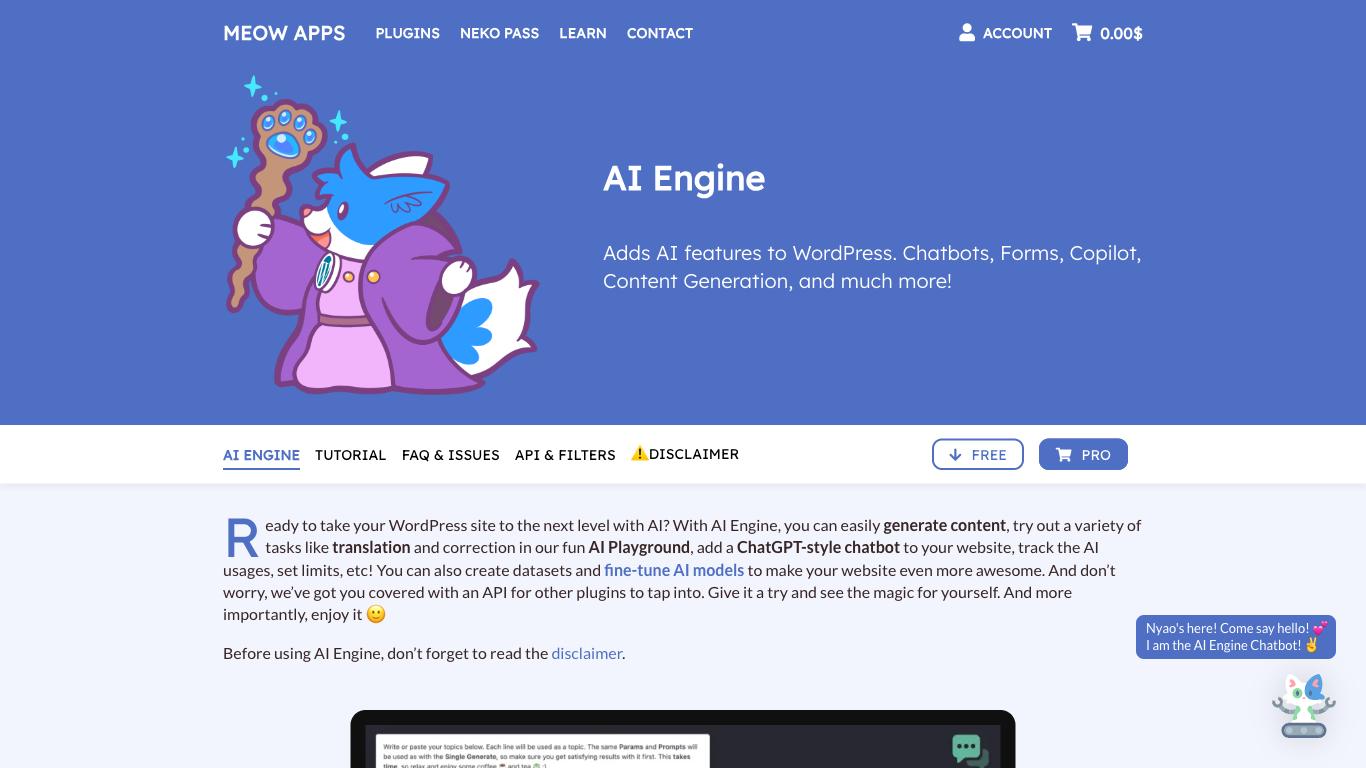 MEOW APPS PLUGINS NEKO PASS LEARN CONTACT ACCOUNT 0.00$
AI Engine
Adds AI features to WordPress. Chatbots, Forms, Copilot,
Content Generation, and much more!
AI ENGINE TUTORIAL FAQ & ISSUES API & FILTERS ⚠️DISCLAIMER FREE PRO
Ready to take your WordPress site to the next level with AI? With AI Engine, you can easily generate content, try out a variety of
tasks like translation and correction in our fun AI Playground, add a ChatGPT-style chatbot to your website, track the AI
usages, set limits, etc! You can also create datasets and fine-tune AI models to make your website even more awesome. And don’t
worry, we’ve got you covered with an API for other plugins to tap into. Give it a try and see the magic for yourself. And more
importantly, enjoy it 🙂
Before using AI Engine, don’t forget to read the disclaimer.
Nyao's here! Come say hello! 💕
I am the AI Engine Chatbot! ✌️
Write or paste your topics below. Each line will be used as a topic. The same Params and Prompts will
be used as with the Single Generate, so make sure you get satisfying results with it first. This takes
time, so relax and enjoy some coffee ☕ and tea 🍵 :)